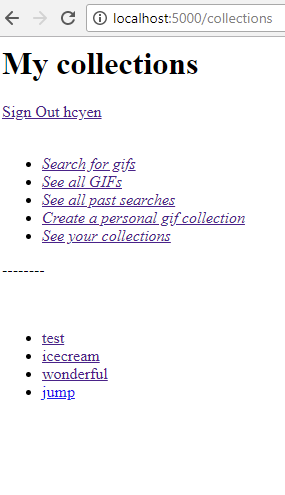 localhost:5000/collections
My collections
Sign Out hcyen
Search for gifs
See all GIFs
See all past searches
Create a personal gif collection
See your collections
--------
test
icecream
wonderful
jump